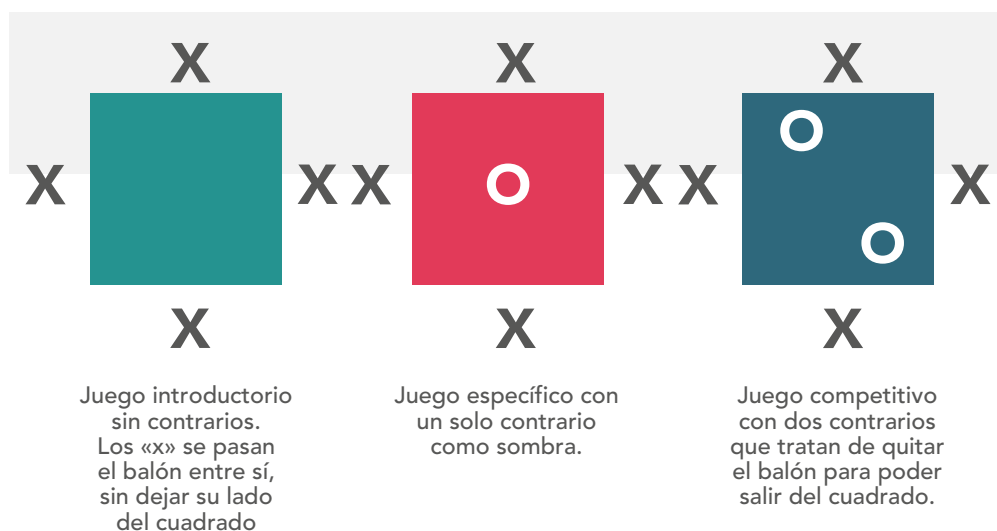 X X X
O
X X X O X X X
O
X X X
Juego introductorio
sin contrarios.
Los «x» se pasan
el balón entre sí,
sin dejar su lado
del cuadrado
Juego específico con
un solo contrario
como sombra.
Juego competitivo
con dos contrarios
que tratan de quitar
el balón para poder
salir del cuadrado.